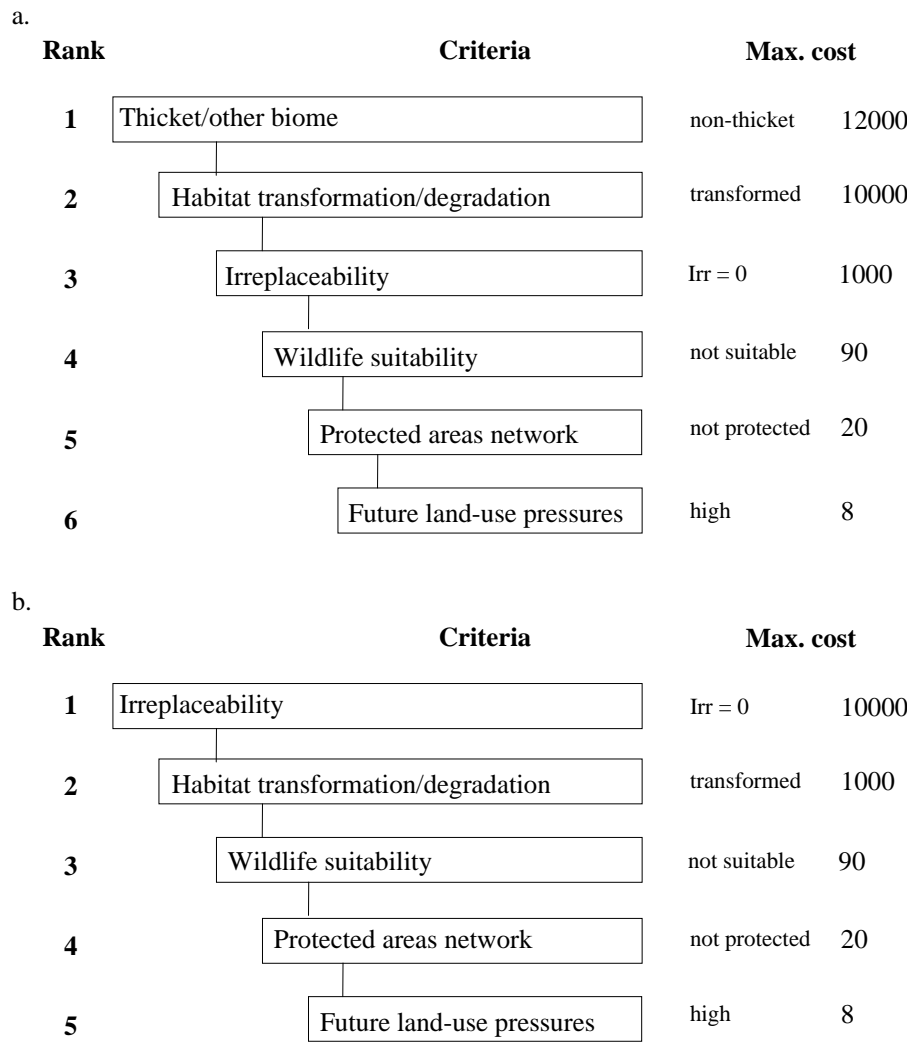 a.
Rank Criteria Max. cost
1 Thicket/other biome non-thicket 12000
2 Habitat transformation/degradation transformed 10000
3 Irreplaceability Irr = 0 1000
4 Wildlife suitability not suitable 90
5 Protected areas network not protected 20
6 Future land-use pressures high 8
b.
Rank Criteria Max. cost
1 Irreplaceability Irr = 0 10000
2 Habitat transformation/degradation transformed 1000
3 Wildlife suitability not suitable 90
4 Protected areas network not protected 20
5 Future land-use pressures high 8